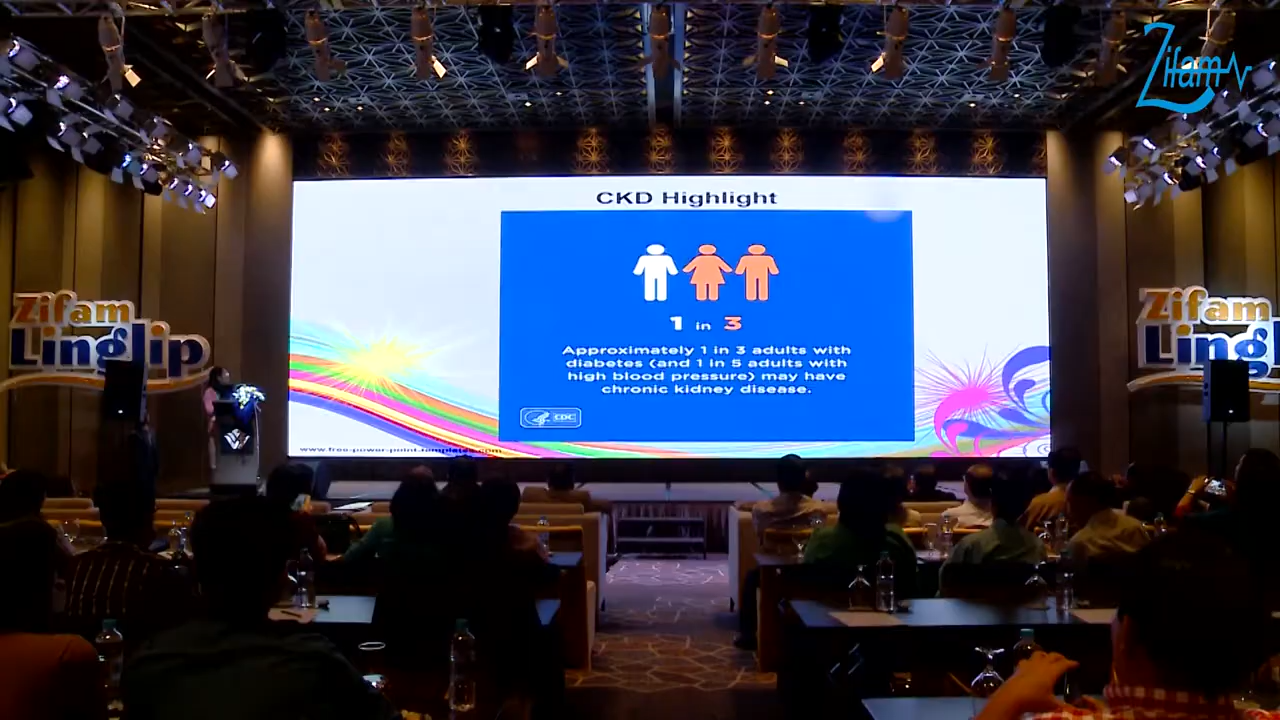 Zifam
CKD Highlight
1 in 3
Approximately 1 in 3 adults with
diabetes (and 1 in 5 adults with
high blood pressure) may have
chronic kidney disease.
CDC
www.free-power-point-templates.com
Zifam
Linglip
Zifam
Lingl